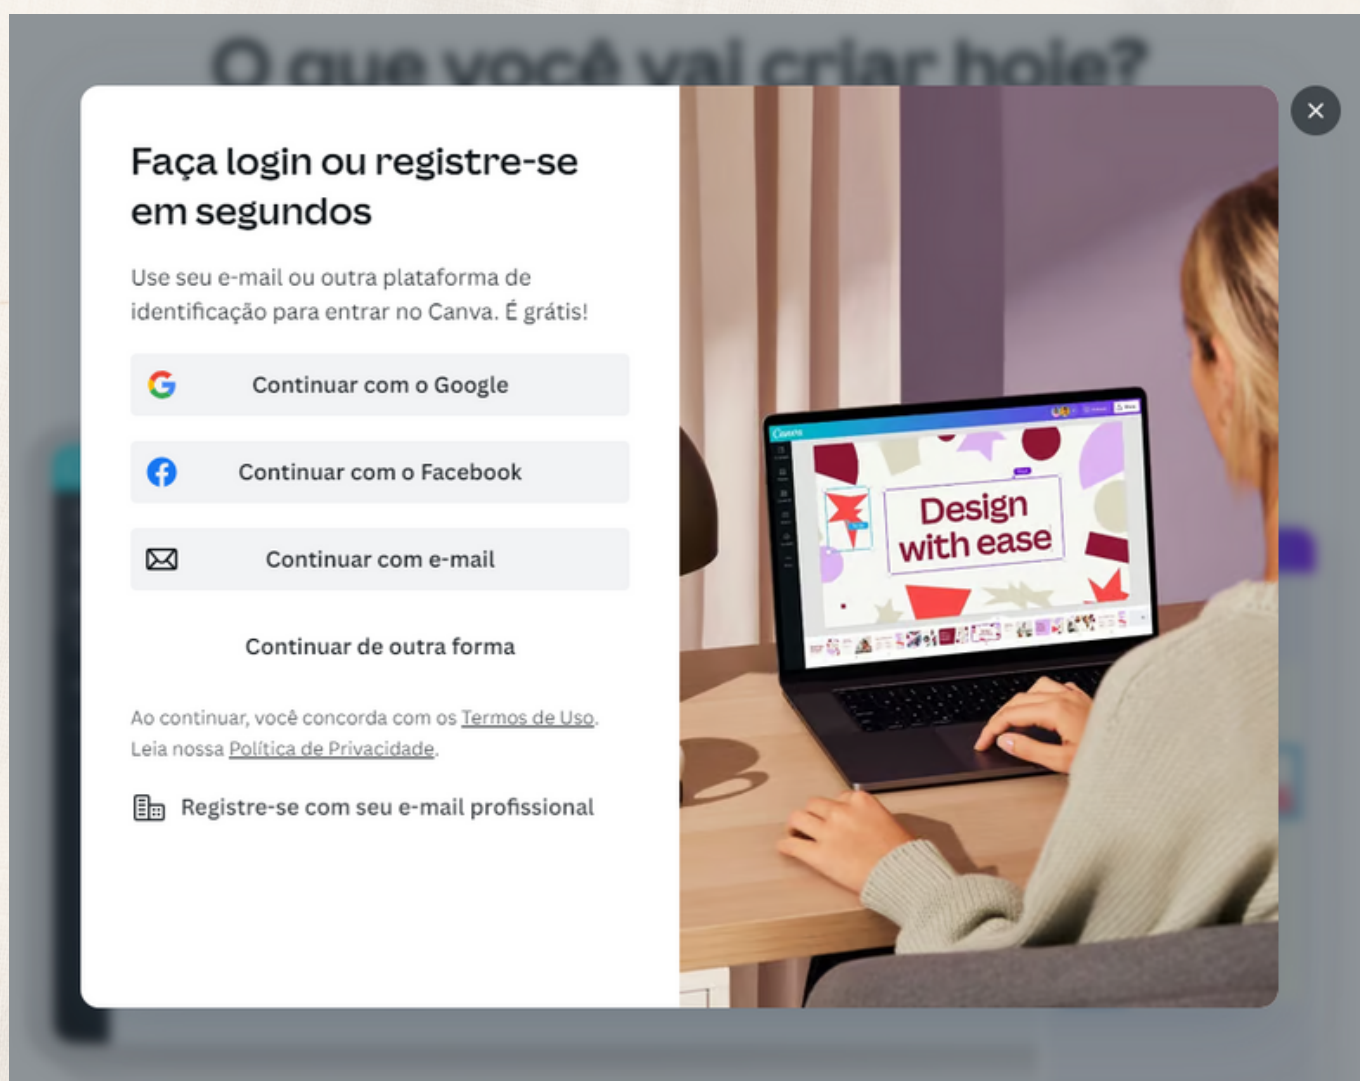 O que você vai criar hoje?
Faça login ou registre-se
em segundos
Use seu e-mail ou outra plataforma de
identificação para entrar no Canva. É grátis!
Continuar com o Google
Continuar com o Facebook
Continuar com e-mail
Continuar de outra forma
Ao continuar, você concorda com os Termos de Uso.
Leia nossa Política de Privacidade.
Registre-se com seu e-mail profissional
Canva
Design
with ease